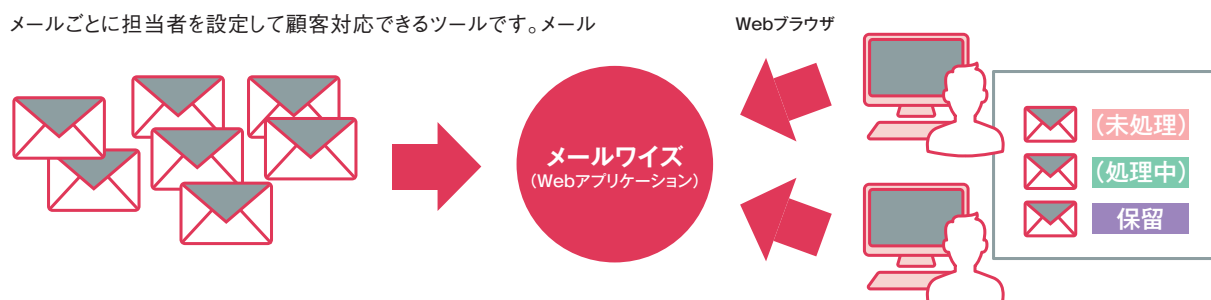 メールごとに担当者を設定して顧客対応できるツールです。メール
Webブラウザ
メールワイズ
(Webアプリケーション)
(未処理)
(処理中)
保留